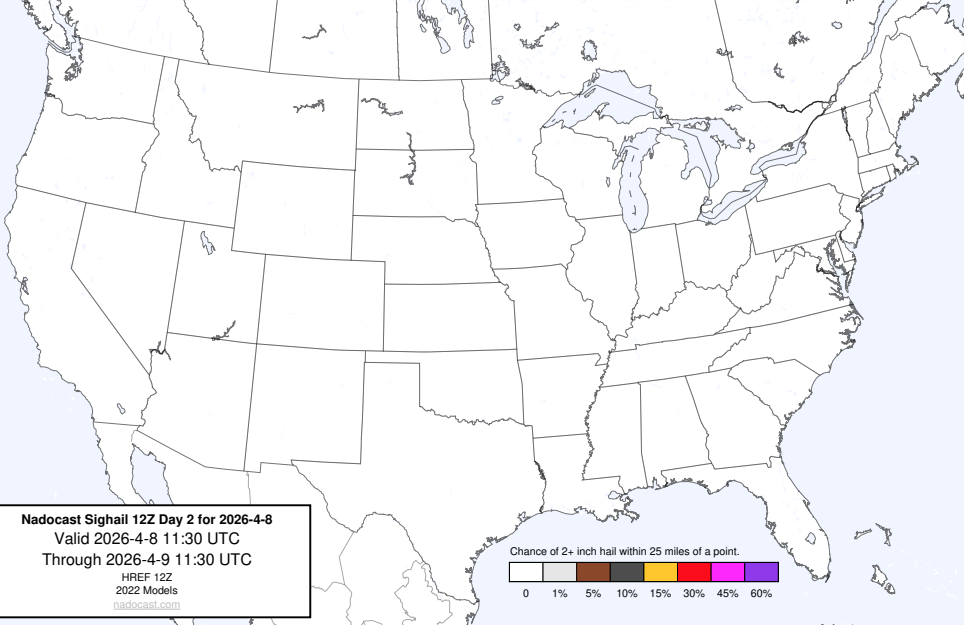 Nadocast Sighail 12Z Day 2 for 2026-4-8
Valid 2026-4-8 11:30 UTC
Through 2026-4-9 11:30 UTC
HREF 12Z
2022 Models
nadocast.com
Chance of 2+ inch hail within 25 miles of a point.
0 1% 5% 10% 15% 30% 45% 60%